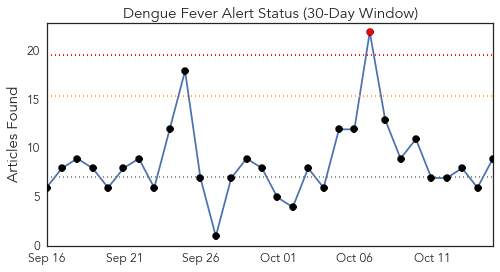 Dengue Fever Alert Status (30-Day Window)
Articles Found
20
15
10
5
0
Sep 16 Sep 21 Sep 26 Oct 01 Oct 06 Oct 11